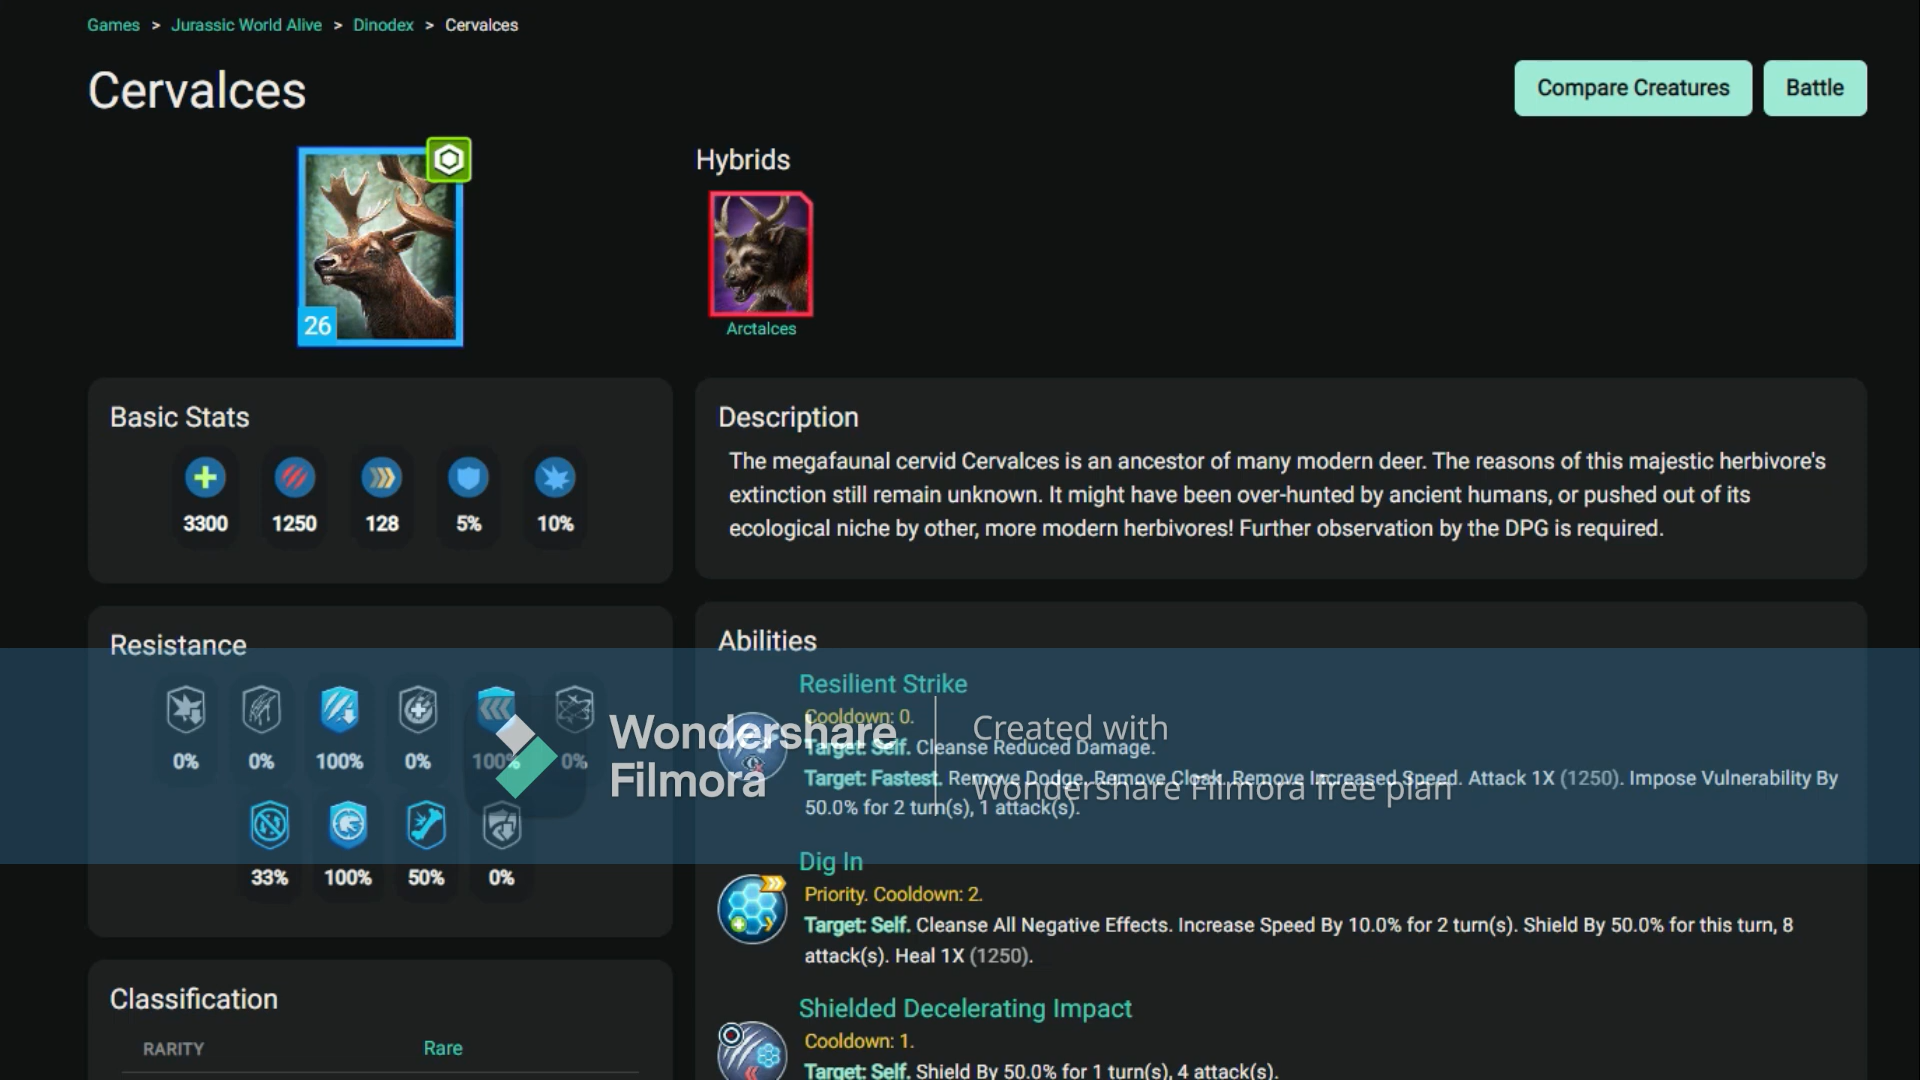 Games > Jurassic World Alive > Dinodex > Cervalces
Cervalces
Compare Creatures
Battle
26
Hybrids
Arctalces
Basic Stats
3300 1250 128 5% 10%
Description
The megafaunal cervid Cervalces is an ancestor of many modern deer. The reasons of this majestic herbivore's
extinction still remain unknown. It might have been over-hunted by ancient humans, or pushed out of its
ecological niche by other, more modern herbivores! Further observation by the DPG is required.
Resistance
0% 0% 100% 0% 100% 0%
33% 100% 50% 0%
Classification
RARITY Rare
Abilities
Resilient Strike
Cooldown: 0.
Target: Self. Cleanse Reduced Damage.
Target: Fastest. Remove Dodge. Remove Cloak. Remove Increased Speed. Attack 1X (1250). Impose Vulnerability By
50.0% for 2 turn(s), 1 attack(s).
Dig In
Priority. Cooldown: 2.
Target: Self. Cleanse All Negative Effects. Increase Speed By 10.0% for 2 turn(s). Shield By 50.0% for this turn, 8
attack(s). Heal 1X (1250).
Shielded Decelerating Impact
Cooldown: 1.
Target: Self. Shield By 50.0% for 1 turn(s), 4 attack(s).
Wondershare
Filmora
Created with
Wondershare Filmora free plan